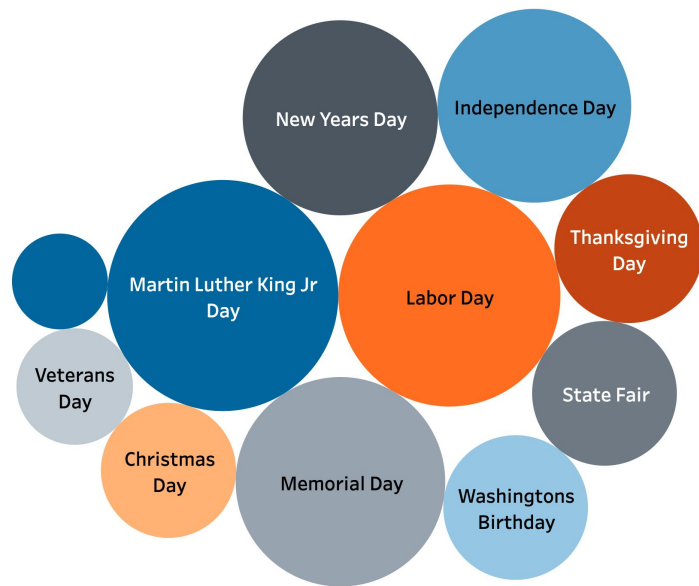 Independence Day
New Years Day
Thanksgiving
Day
Martin Luther King Jr
Day
Labor Day
Veterans
Day
State Fair
Christmas
Day
Memorial Day
Washingtons
Birthday